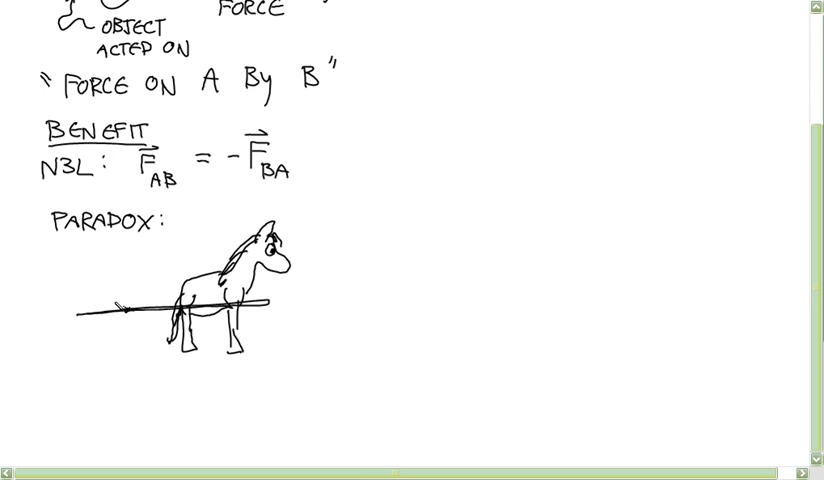 FORCE
OBJECT
ACTED ON
"FORCE ON A BY B"
BENEFIT
N3L: F⃗AB = -F⃗BA
PARADOX: